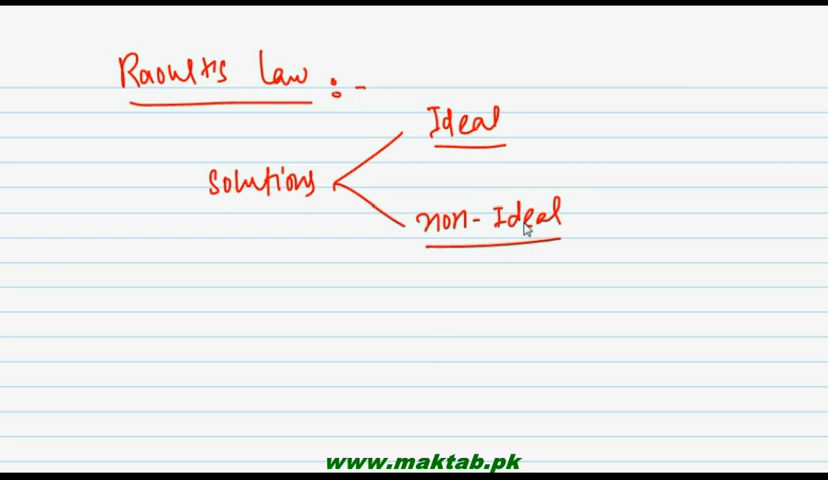 Raoult's Law :-
Ideal
Solutions
non-Ideal
www.maktab.pk